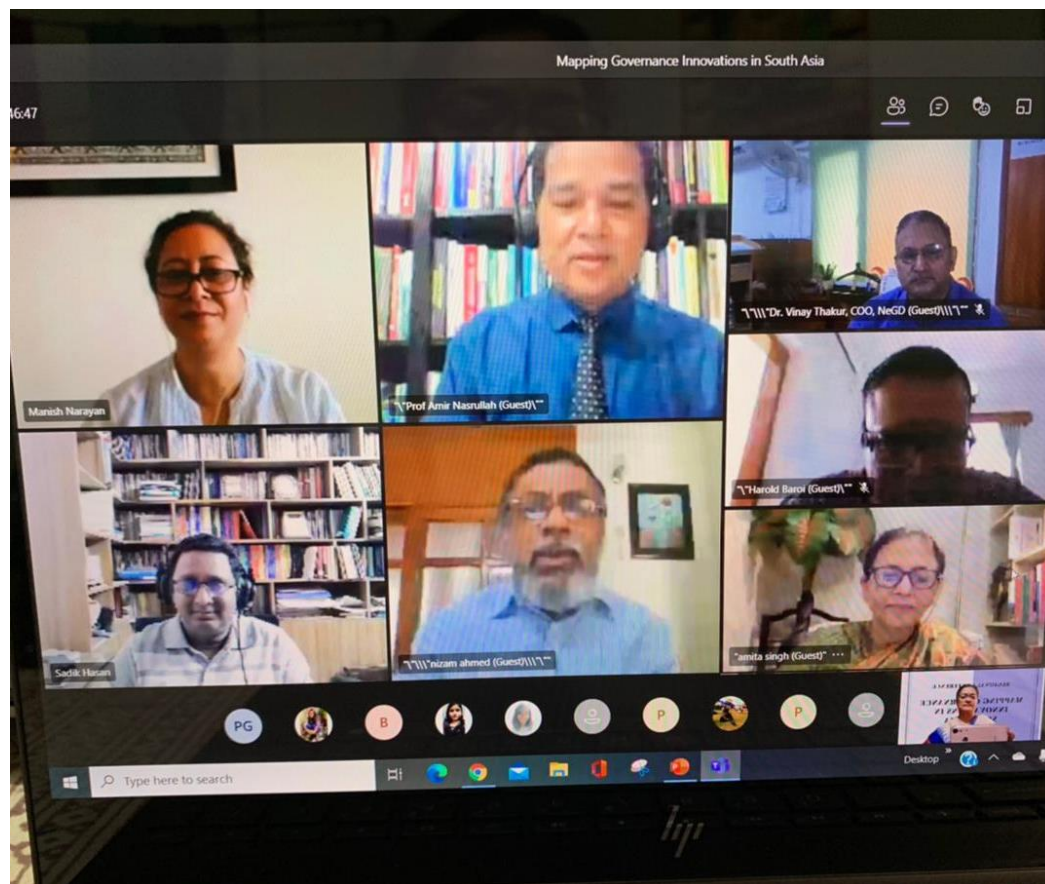 Mapping Governance Innovations in South Asia
46:47
Manish Narayan
"\"Prof Amir Nasrullah (Guest)\""
"\"\\\"Dr. Vinay Thakur, COO, NeGD (Guest)\\\"\""
"\"Harold Baroi (Guest)\""
Sadik Hasan
"\"\\\"nizam ahmed (Guest)\\\"\""
"amita singh (Guest)" ...
PG
B
P
P
MAPPING
IN
Type here to search
Desktop
hp